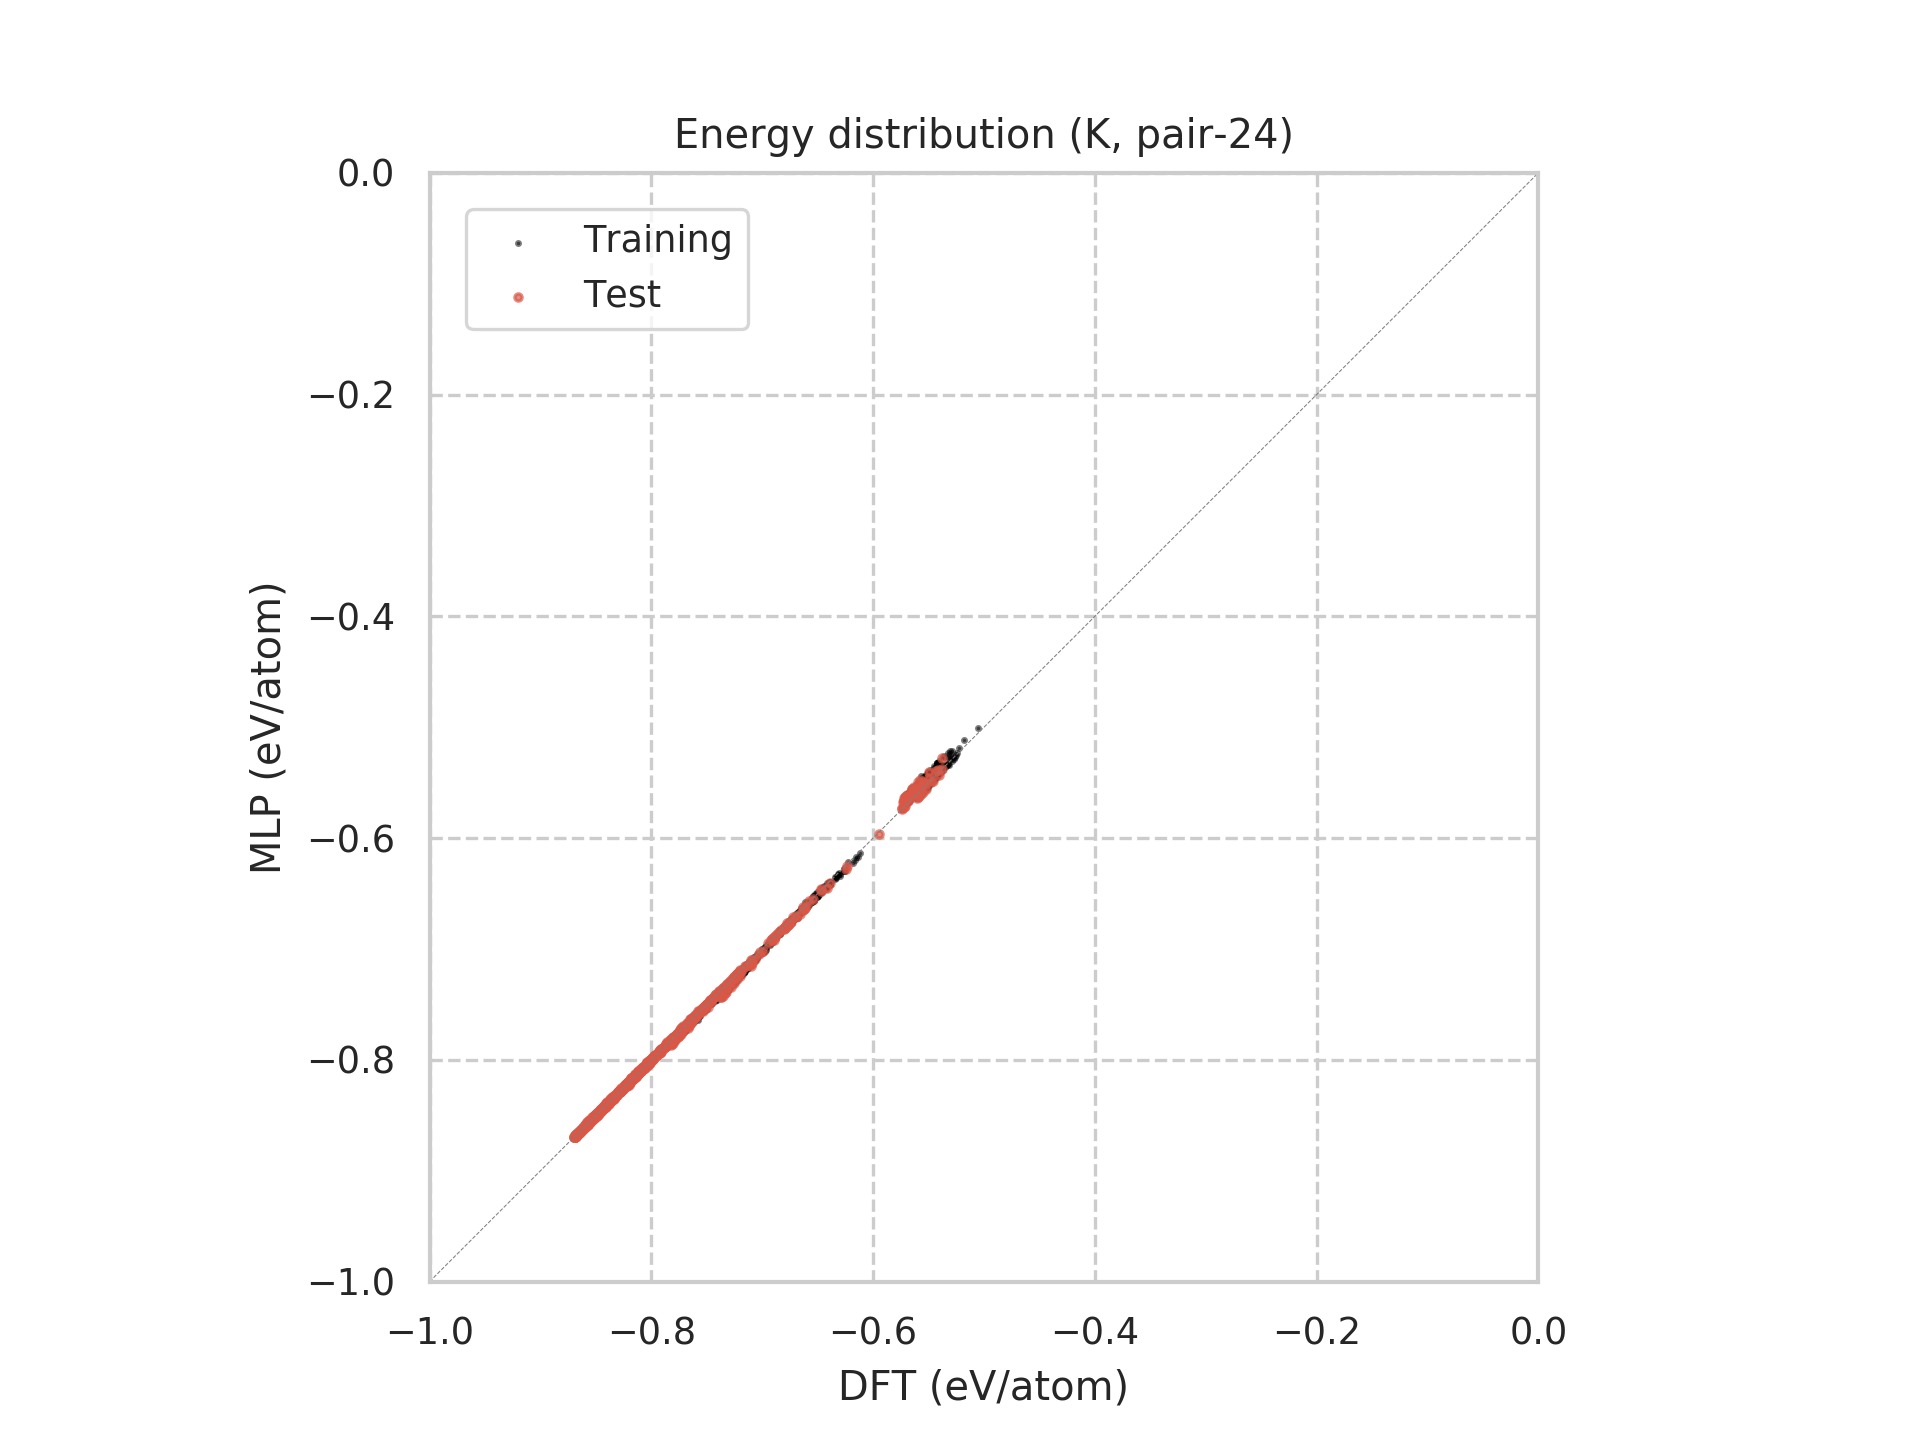 Energy distribution (K, pair-24)
0.0
−0.2
−0.4
−0.6
−0.8
−1.0
MLP (eV/atom)
Training
Test
−1.0 −0.8 −0.6 −0.4 −0.2 0.0
DFT (eV/atom)